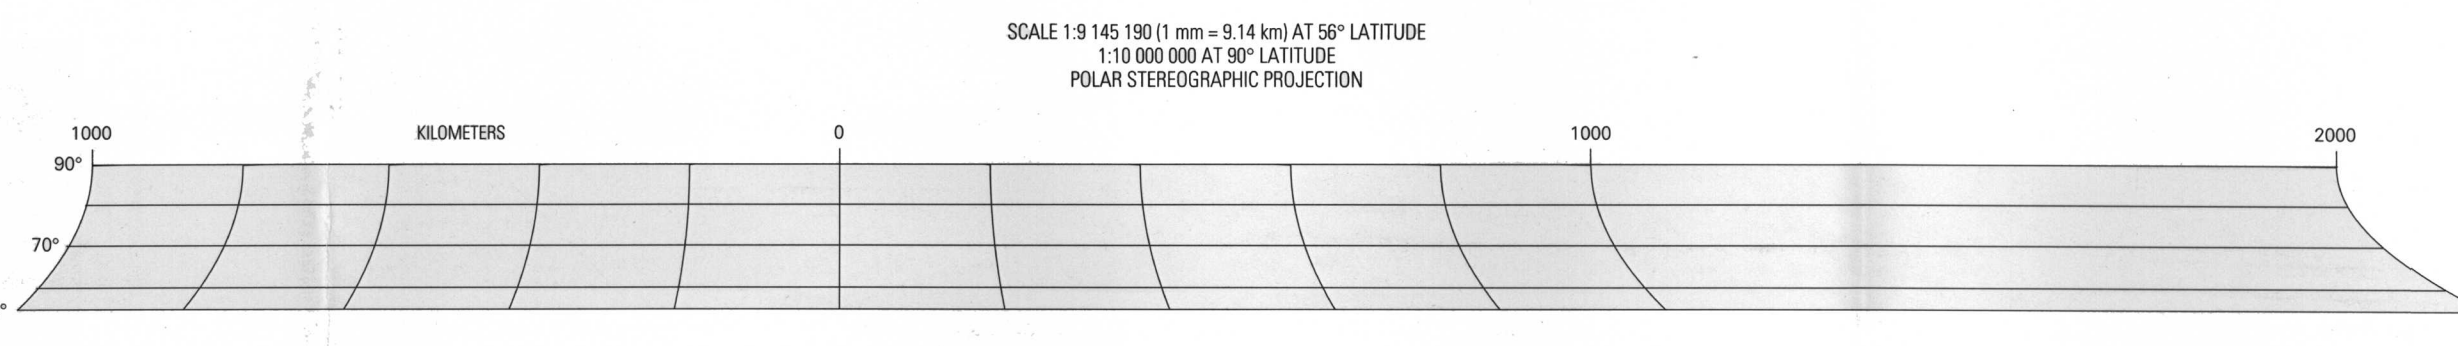 SCALE 1:9 145 190 (1 mm = 9.14 km) AT 56° LATITUDE
1:10 000 000 AT 90° LATITUDE
POLAR STEREOGRAPHIC PROJECTION
1000 KILOMETERS 0 1000 2000
90°
70°
°